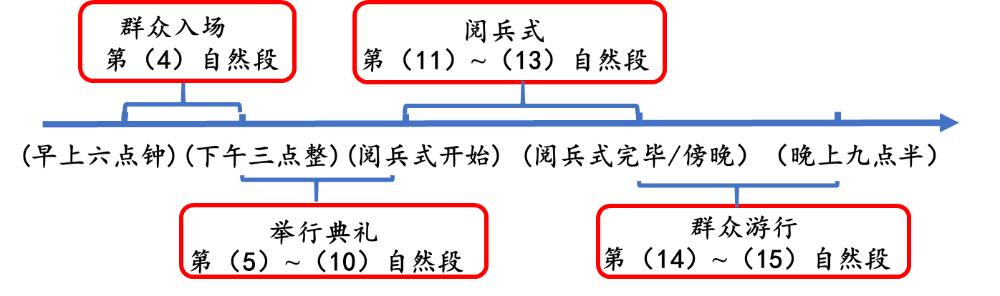 群众入场
第（4）自然段
阅兵式
第（11）~（13）自然段
(早上六点钟)(下午三点整)(阅兵式开始) (阅兵式完毕/傍晚) (晚上九点半)
举行典礼
第（5）~（10）自然段
群众游行
第（14）~（15）自然段